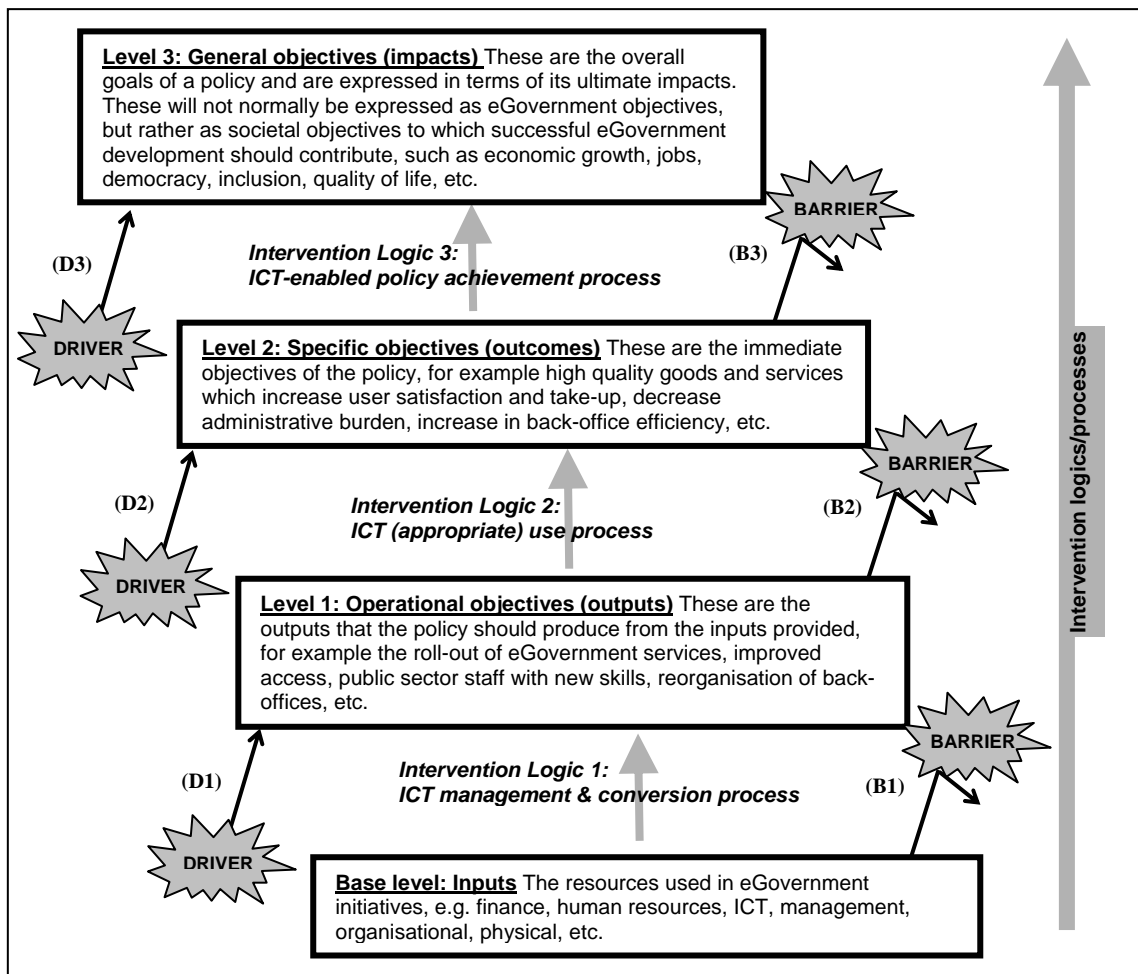 Level 3: General objectives (impacts) These are the overall
goals of a policy and are expressed in terms of its ultimate impacts.
These will not normally be expressed as eGovernment objectives,
but rather as societal objectives to which successful eGovernment
development should contribute, such as economic growth, jobs,
democracy, inclusion, quality of life, etc.
BARRIER
(D3)
Intervention Logic 3:
ICT-enabled policy achievement process
(B3)
DRIVER
Level 2: Specific objectives (outcomes) These are the immediate
objectives of the policy, for example high quality goods and services
which increase user satisfaction and take-up, decrease
administrative burden, increase in back-office efficiency, etc.
BARRIER
(D2)
Intervention Logic 2:
ICT (appropriate) use process
(B2)
DRIVER
Level 1: Operational objectives (outputs) These are the
outputs that the policy should produce from the inputs provided,
for example the roll-out of eGovernment services, improved
access, public sector staff with new skills, reorganisation of back-
offices, etc.
BARRIER
(D1)
Intervention Logic 1:
ICT management & conversion process
(B1)
DRIVER
Base level: Inputs The resources used in eGovernment
initiatives, e.g. finance, human resources, ICT, management,
organisational, physical, etc.
Intervention logics/processes